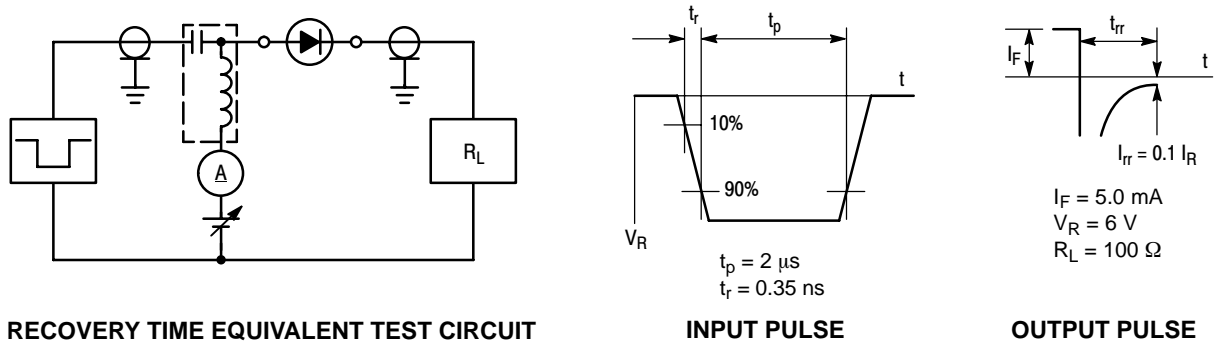 A
R_L
RECOVERY TIME EQUIVALENT TEST CIRCUIT
t_r
t_p
t
10%
90%
V_R
t_p = 2 μs
t_r = 0.35 ns
INPUT PULSE
t_rr
t
I_F
I_rr = 0.1 I_R
I_F = 5.0 mA
V_R = 6 V
R_L = 100 Ω
OUTPUT PULSE